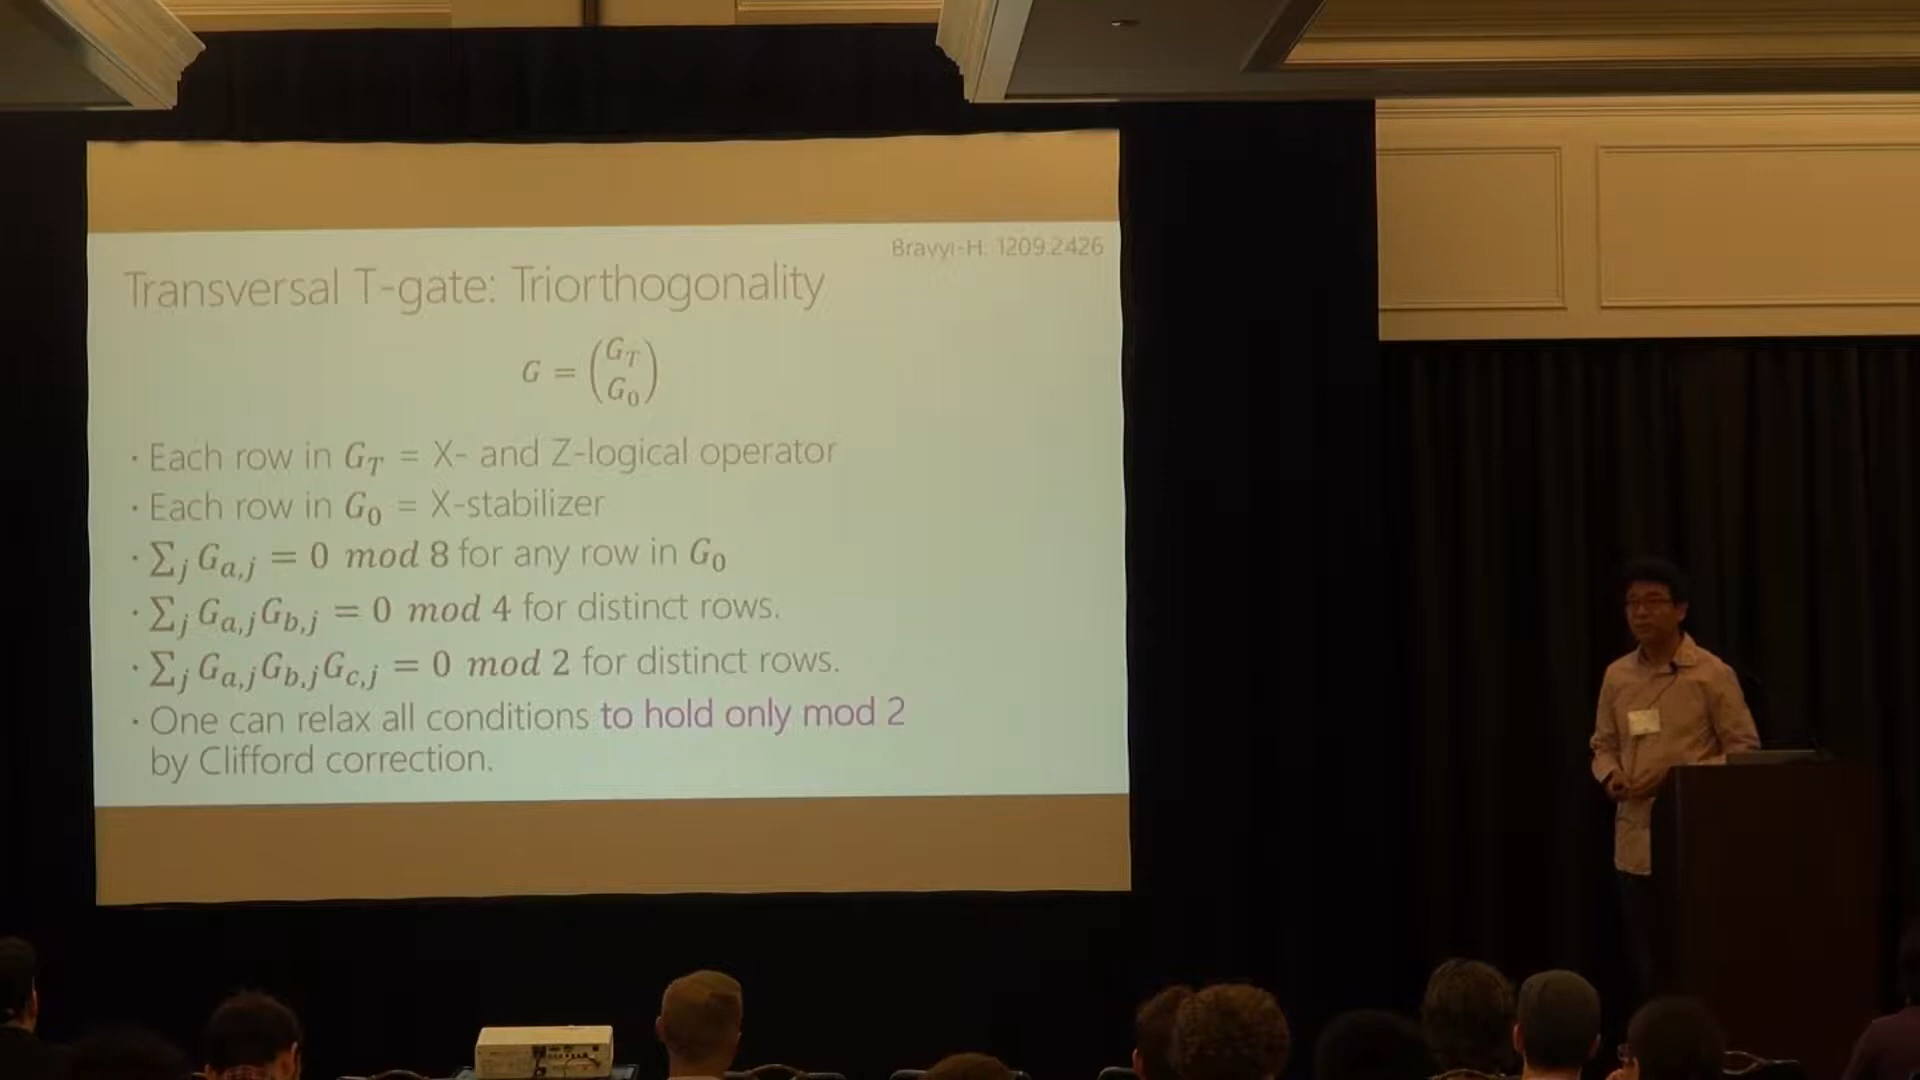 Bravyi-H. 1209.2426
Transversal T-gate: Triorthogonality
G = (G_T G_0)
· Each row in G_T = X- and Z-logical operator
· Each row in G_0 = X-stabilizer
· ∑_j G_{a,j} = 0 mod 8 for any row in G_0
· ∑_j G_{a,j}G_{b,j} = 0 mod 4 for distinct rows.
· ∑_j G_{a,j}G_{b,j}G_{c,j} = 0 mod 2 for distinct rows.
· One can relax all conditions to hold only mod 2
by Clifford correction.